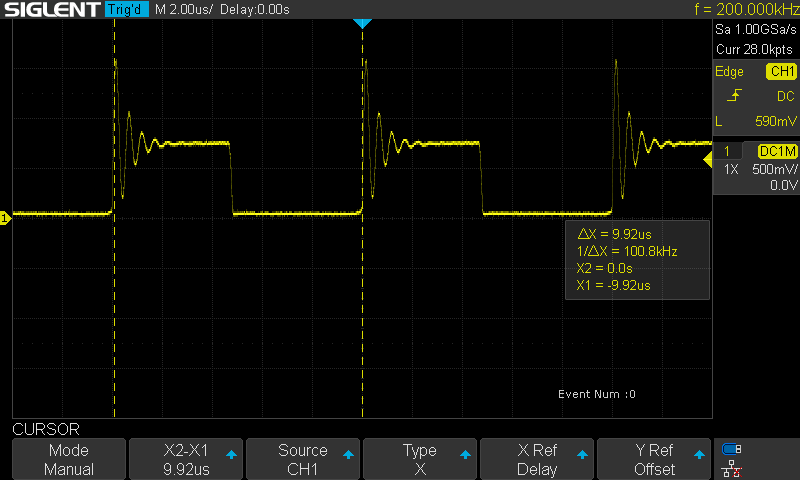 SIGLENT Trig'd M 2.00us/ Delay:0.00s f = 200.000kHz
Sa 1.00GSa/s
Curr 28.0kpts
Edge CH1
DC
L 590mV
1 DC1M
1X 500mV/
0.0V
1
ΔX = 9.92us
1/ΔX = 100.8kHz
X2 = 0.0s
X1 = -9.92us
Event Num :0
CURSOR
Mode X2-X1 Source Type X Ref Y Ref
Manual 9.92us CH1 X Delay Offset